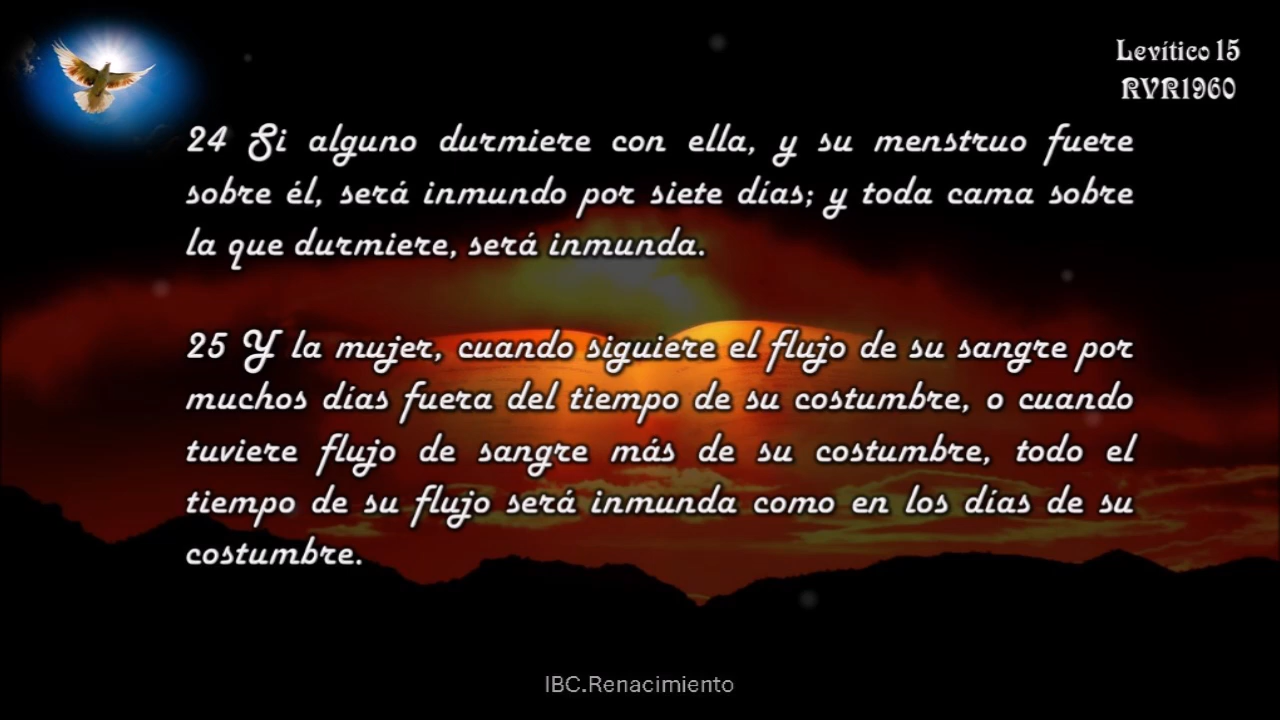 Levítico 15
RVR1960
24 Si alguno durmiere con ella, y su menstruo fuere
sobre él, será inmundo por siete días; y toda cama sobre
la que durmiere, será inmunda.
25 Y la mujer, cuando siguiere el flujo de su sangre por
muchos días fuera del tiempo de su costumbre, o cuando
tuviere flujo de sangre más de su costumbre, todo el
tiempo de su flujo será inmunda como en los días de su
costumbre.
IBC.Renacimiento